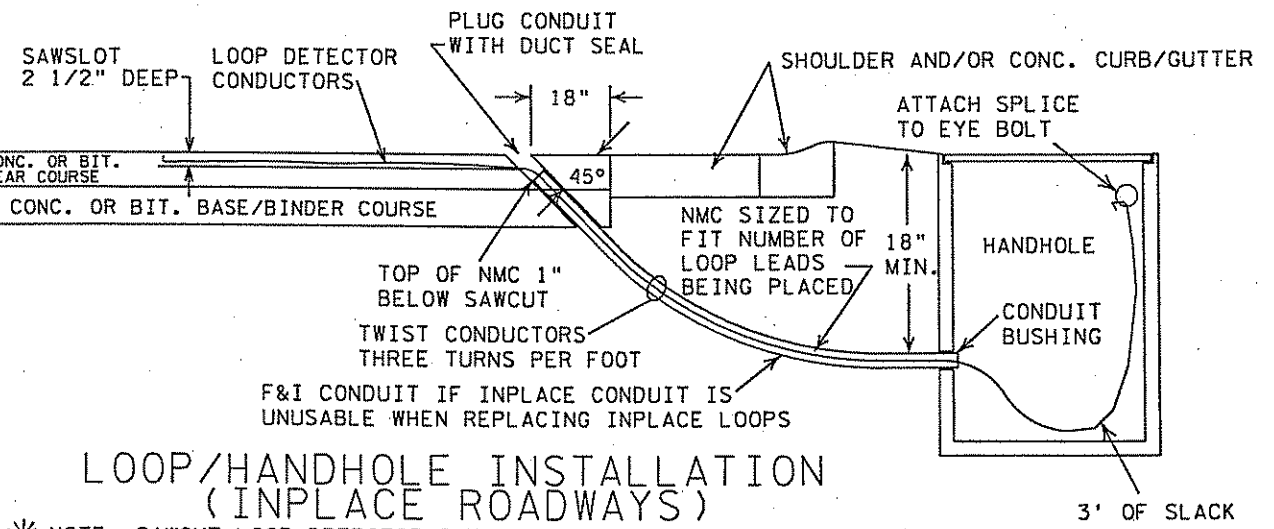 PLUG CONDUIT
WITH DUCT SEAL
SAWSLOT
2 1/2" DEEP
LOOP DETECTOR
CONDUCTORS
18"
SHOULDER AND/OR CONC. CURB/GUTTER
ATTACH SPLICE
TO EYE BOLT
CONC. OR BIT.
WEAR COURSE
45°
CONC. OR BIT. BASE/BINDER COURSE
NMC SIZED TO
FIT NUMBER OF
LOOP LEADS
BEING PLACED
18"
MIN.
HANDHOLE
TOP OF NMC 1"
BELOW SAWCUT
CONDUIT
BUSHING
TWIST CONDUCTORS
THREE TURNS PER FOOT
F&I CONDUIT IF INPLACE CONDUIT IS
UNUSABLE WHEN REPLACING INPLACE LOOPS
LOOP/HANDHOLE INSTALLATION
(INPLACE ROADWAYS)
3' OF SLACK